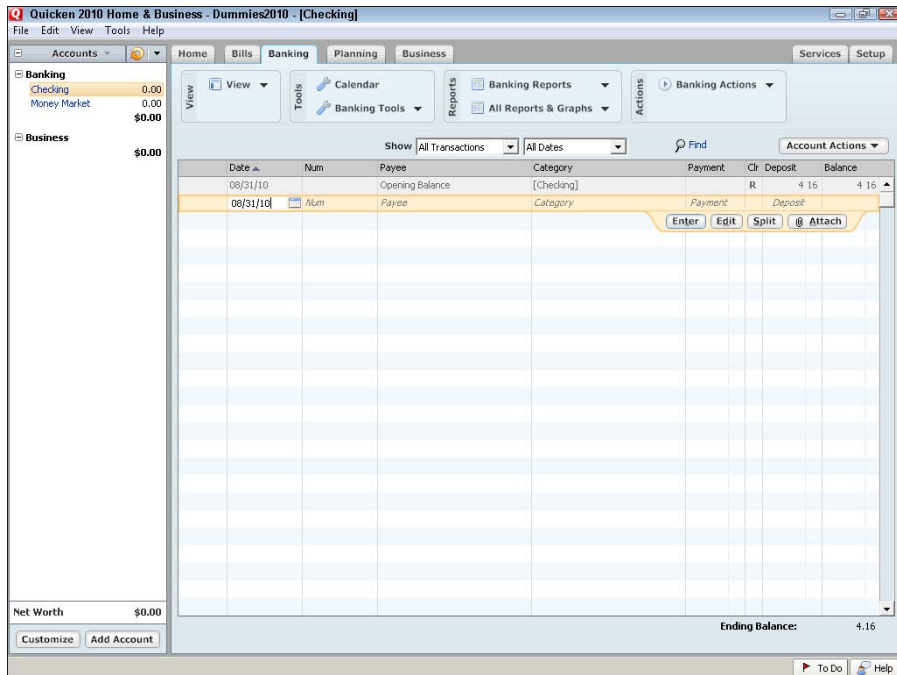 Quicken 2010 Home & Business - Dummies2010 - [Checking]
File Edit View Tools Help
Accounts
Home Bills Banking Planning Business Services Setup
Banking
Checking 0.00
Money Market 0.00
$0.00
Business
$0.00
View
View
Tools
Calendar
Banking Tools
Reports
Banking Reports
All Reports & Graphs
Actions
Banking Actions
Show All Transactions All Dates Find Account Actions
Date Num Payee Category Payment Clr Deposit Balance
08/31/10 Opening Balance [Checking] R 4 16 4 16
08/31/10 Num Payee Category Payment Deposit
Enter Edit Split Attach
Net Worth $0.00
Customize Add Account
Ending Balance: 4.16
To Do Help